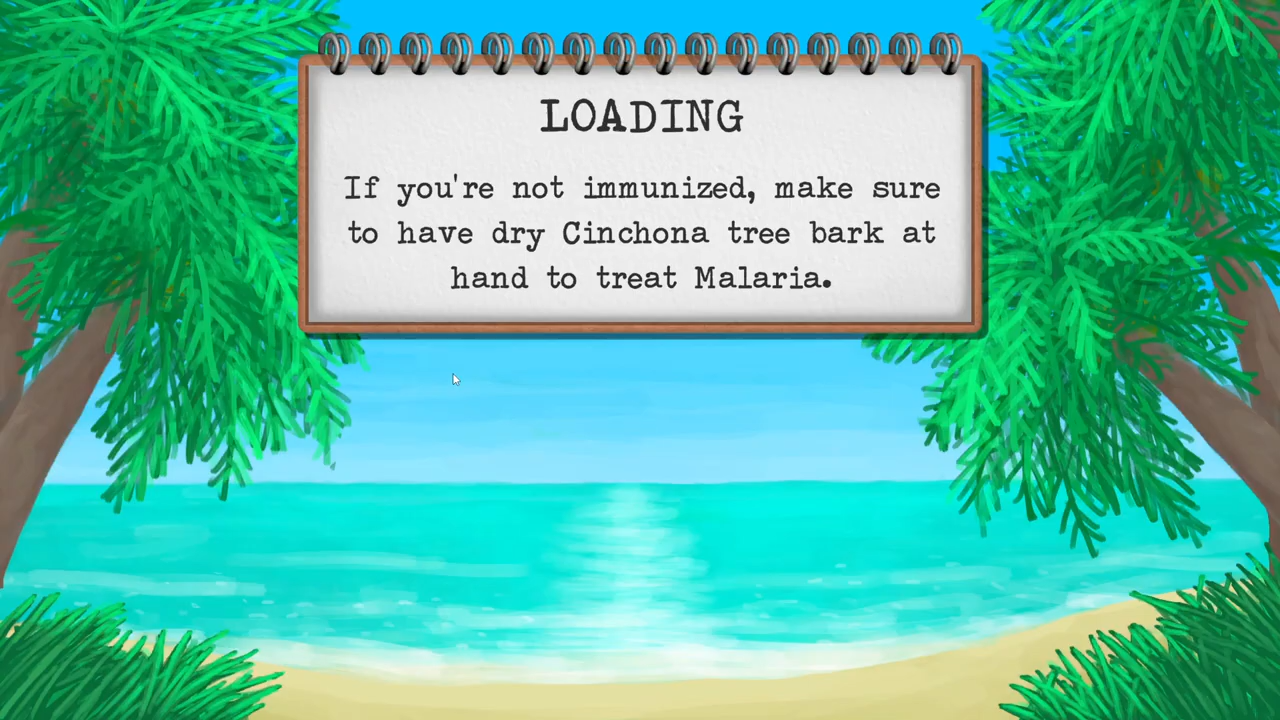 LOADING
If you're not immunized, make sure
to have dry Cinchona tree bark at
hand to treat Malaria.